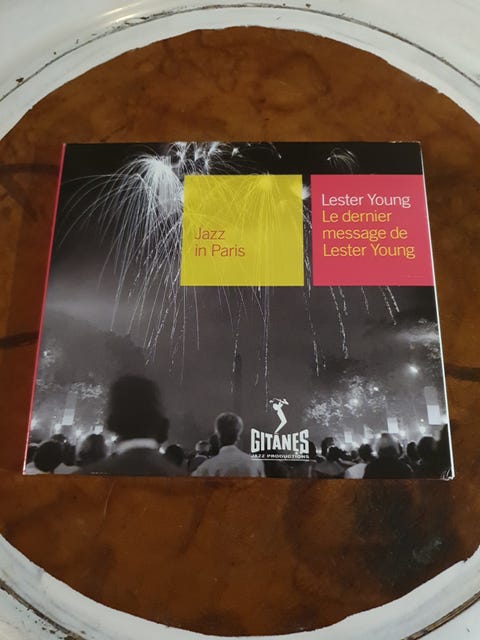 Jazz
in Paris
Lester Young
Le dernier
message de
Lester Young
GITANES
JAZZ PRODUCTIONS